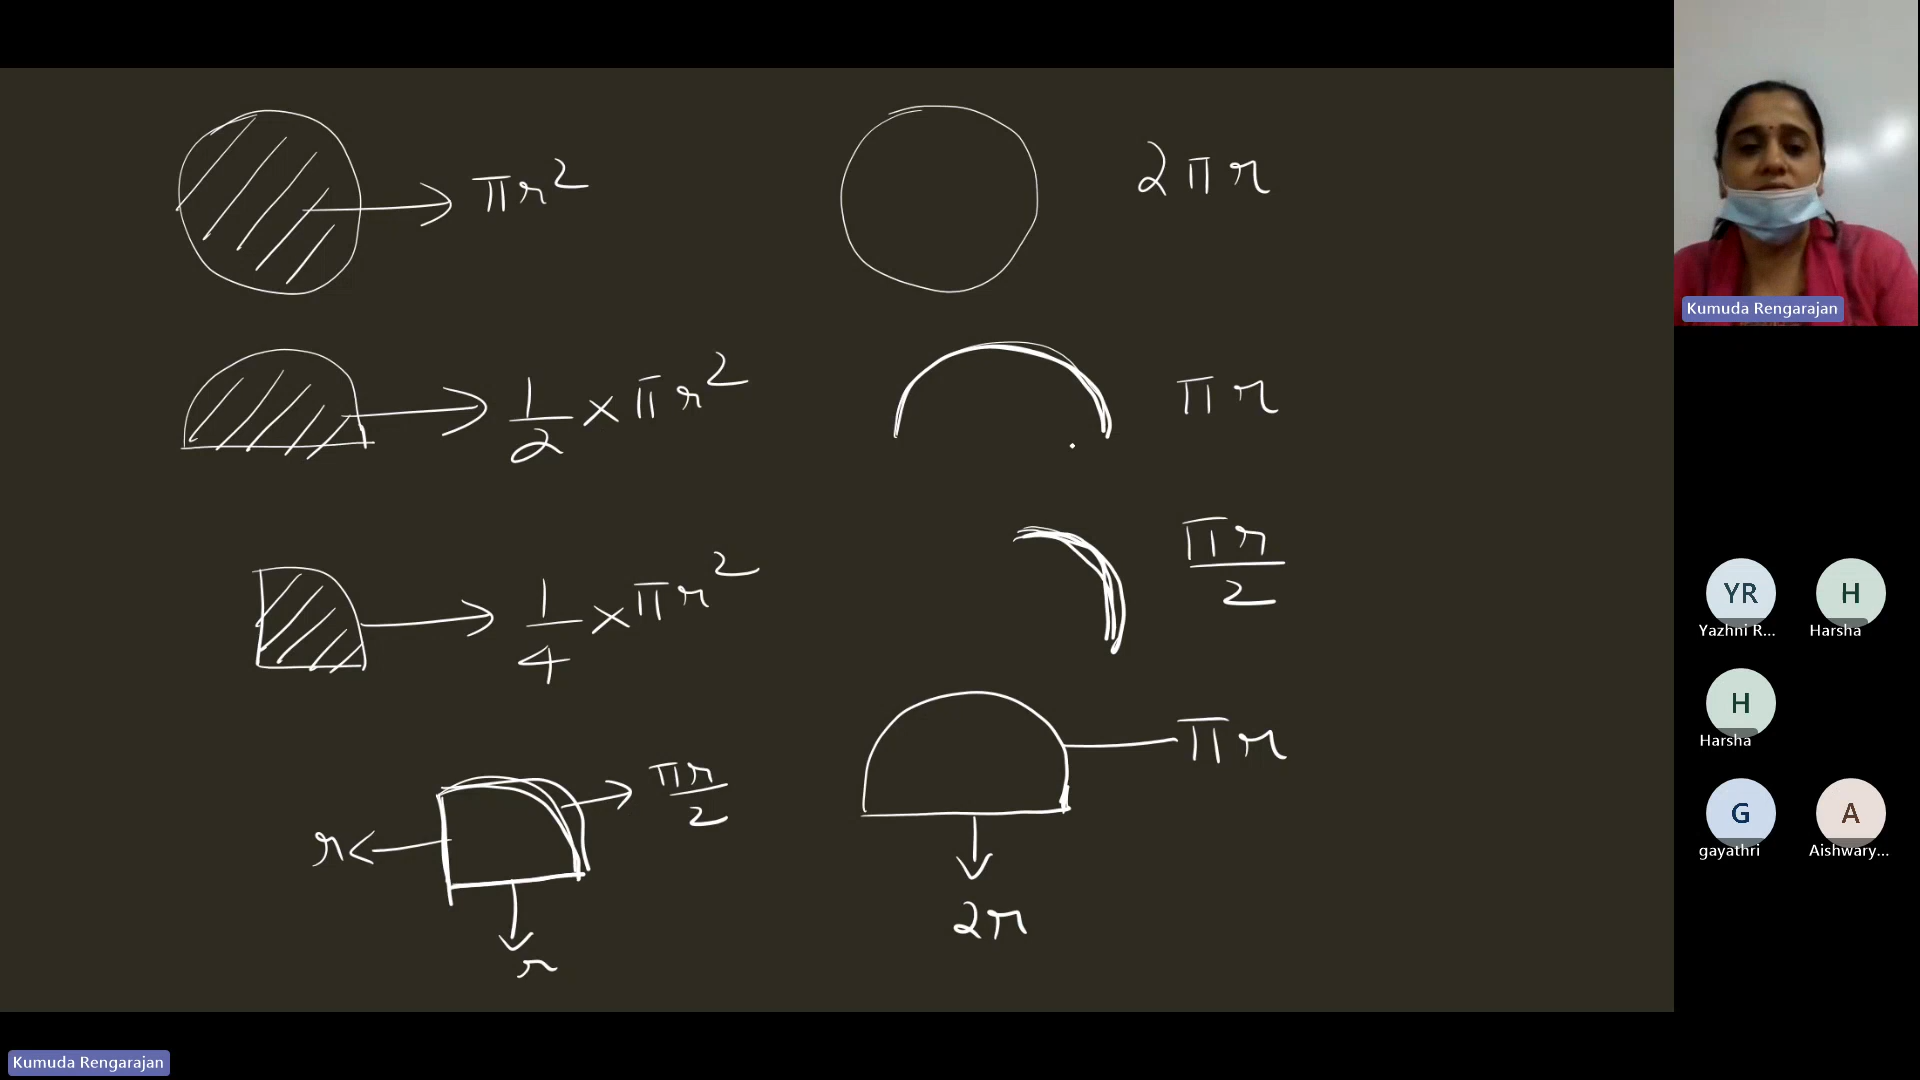 πr²
2πr
1/2 × πr²
πr
1/4 × πr²
πr/2
πr/2
r
r
πr
2r
Kumuda Rengarajan
YR
Yazhni R...
H
Harsha
H
Harsha
G
gayathri
A
Aishwary...
Kumuda Rengarajan